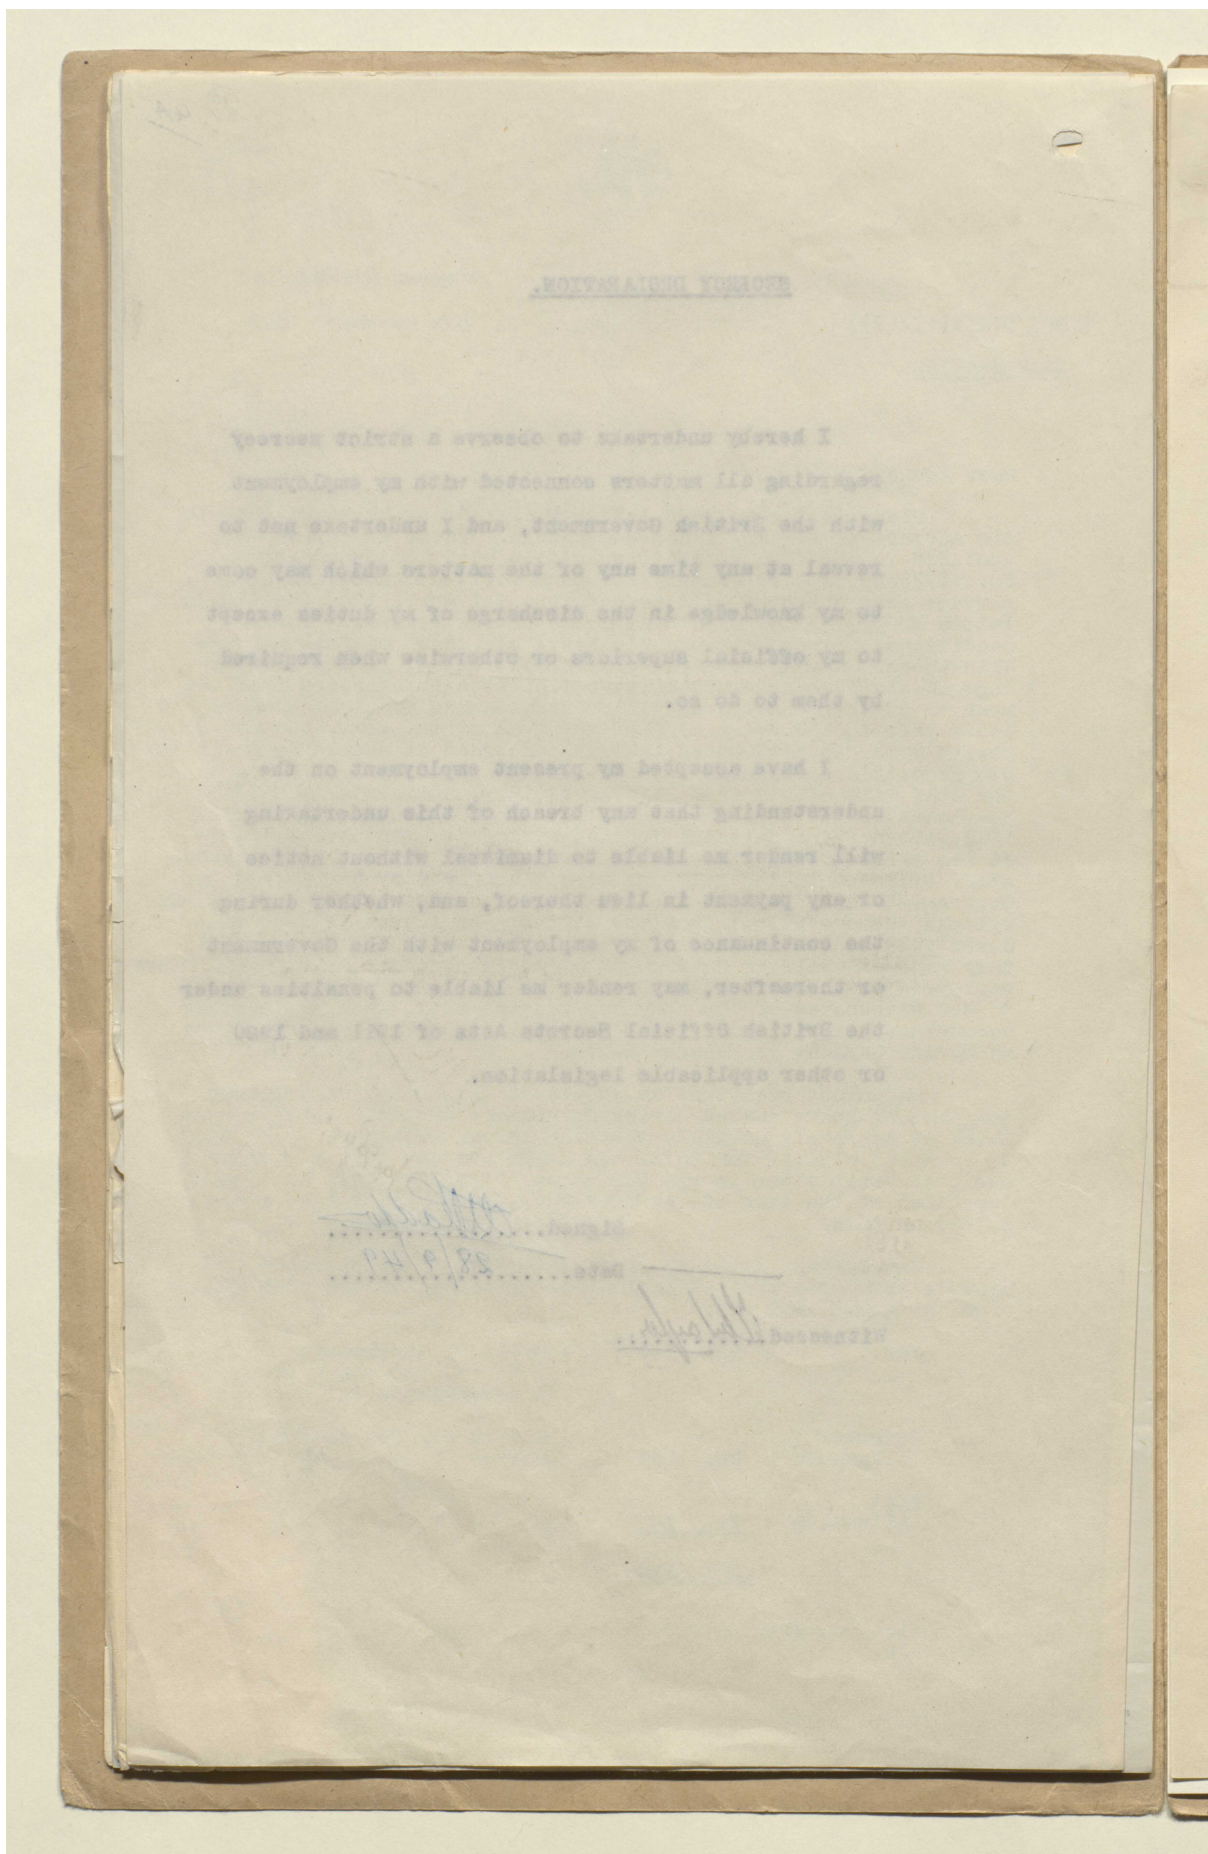 SECRECY DECLARATION.
I hereby undertake to observe a strict secrecy
regarding all matters connected with my employment
with the British Government, and I undertake not to
reveal at any time any of the matters which may come
to my knowledge in the discharge of my duties except
to my official superiors or otherwise when required
by them to do so.
I have accepted my present employment on the
understanding that any breach of this undertaking
will render me liable to dismissal without notice
or any payment in lieu thereof, and, whether during
the continuance of my employment with the Government
or thereafter, may render me liable to penalties under
the British Official Secrets Acts of 1911 and 1920
or other applicable legislation.
Signed
Date 28/9/49
Witnessed